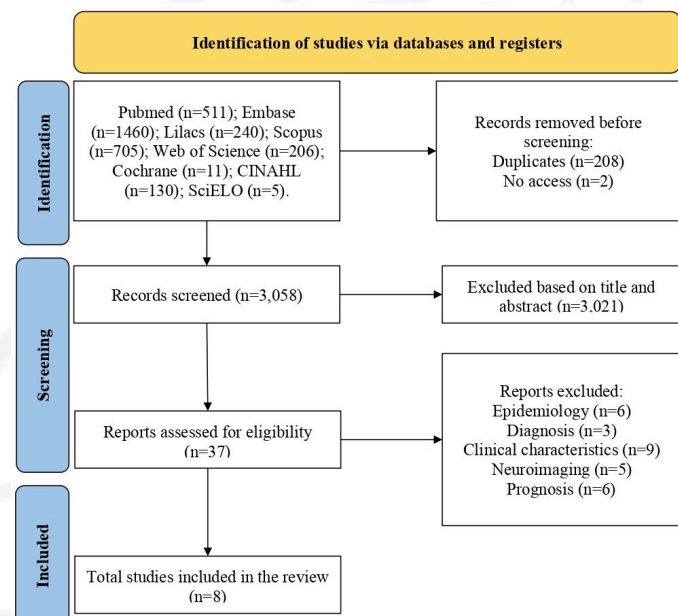 Identification of studies via databases and registers
Identification
Pubmed (n=511); Embase
(n=1460); Lilacs (n=240); Scopus
(n=705); Web of Science (n=206);
Cochrane (n=11); CINAHL
(n=130); SciELO (n=5).
Records removed before
screening:
Duplicates (n=208)
No access (n=2)
Screening
Records screened (n=3,058)
Excluded based on title and
abstract (n=3,021)
Reports assessed for eligibility
(n=37)
Reports excluded:
Epidemiology (n=6)
Diagnosis (n=3)
Clinical characteristics (n=9)
Neuroimaging (n=5)
Prognosis (n=6)
Included
Total studies included in the review
(n=8)